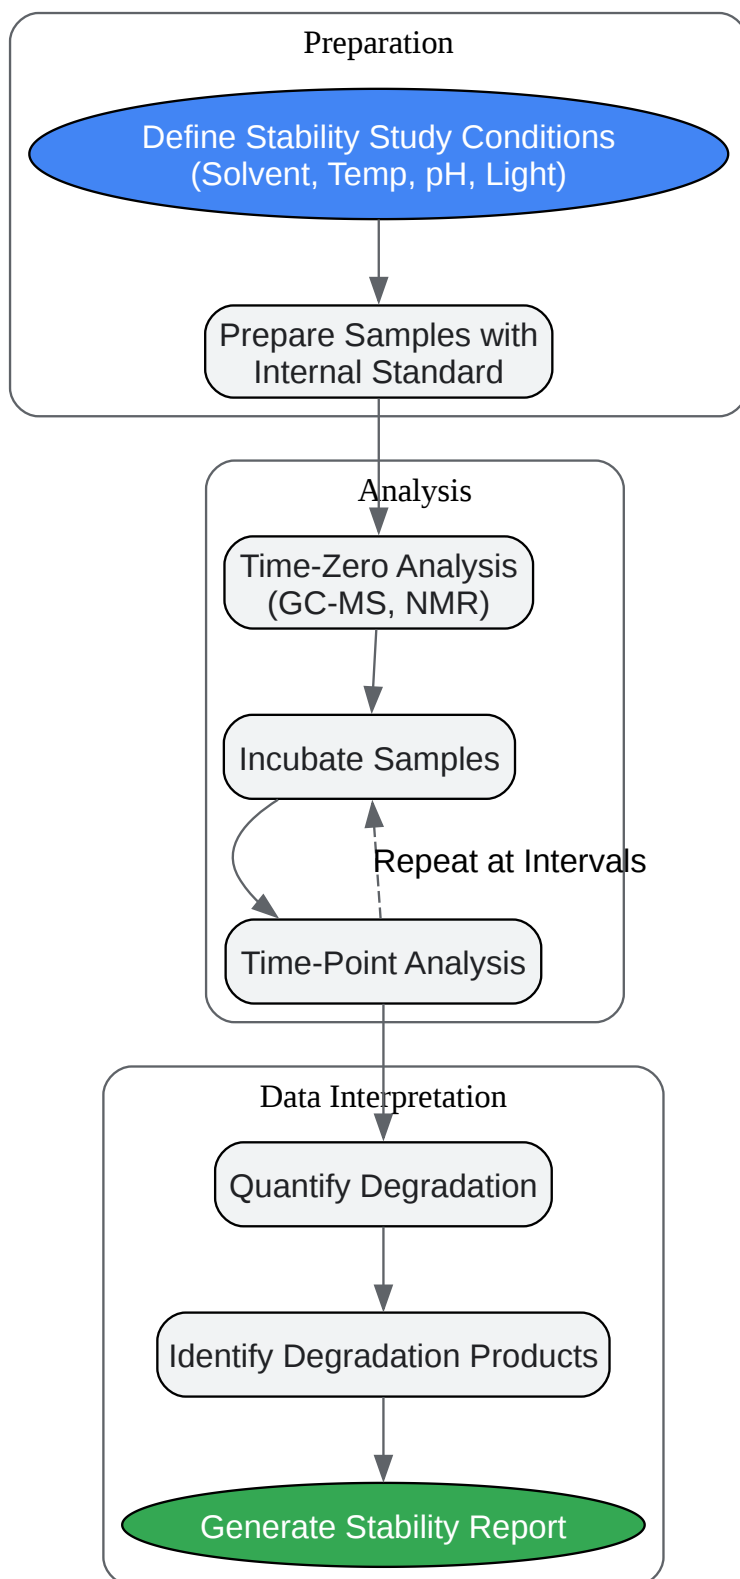 Preparation
Define Stability Study Conditions
(Solvent, Temp, pH, Light)
Prepare Samples with
Internal Standard
Analysis
Time-Zero Analysis
(GC-MS, NMR)
Incubate Samples
Repeat at Intervals
Time-Point Analysis
Data Interpretation
Quantify Degradation
Identify Degradation Products
Generate Stability Report